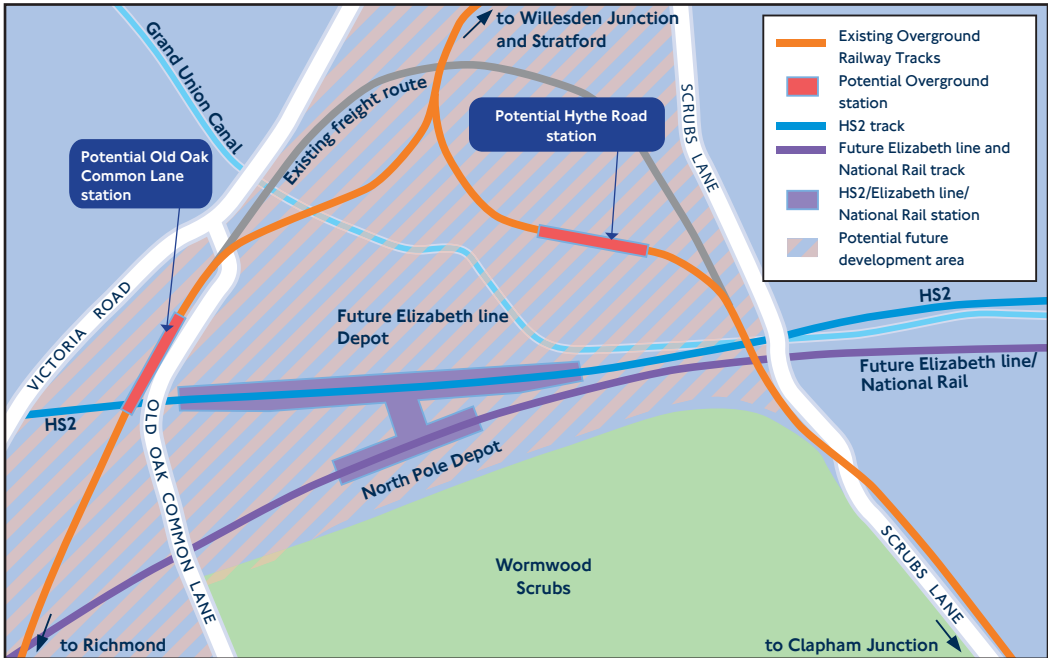 to Willesden Junction
and Stratford
Grand Union Canal
Existing freight route
SCRUBS LANE
Potential Old Oak
Common Lane
station
Potential Hythe Road
station
Existing Overground
Railway Tracks
Potential Overground
station
HS2 track
Future Elizabeth line and
National Rail track
HS2/Elizabeth line/
National Rail station
Potential future
development area
VICTORIA ROAD
Future Elizabeth line
Depot
HS2
Future Elizabeth line/
National Rail
HS2
OLD OAK COMMON LANE
North Pole Depot
Wormwood
Scrubs
SCRUBS LANE
to Richmond
to Clapham Junction